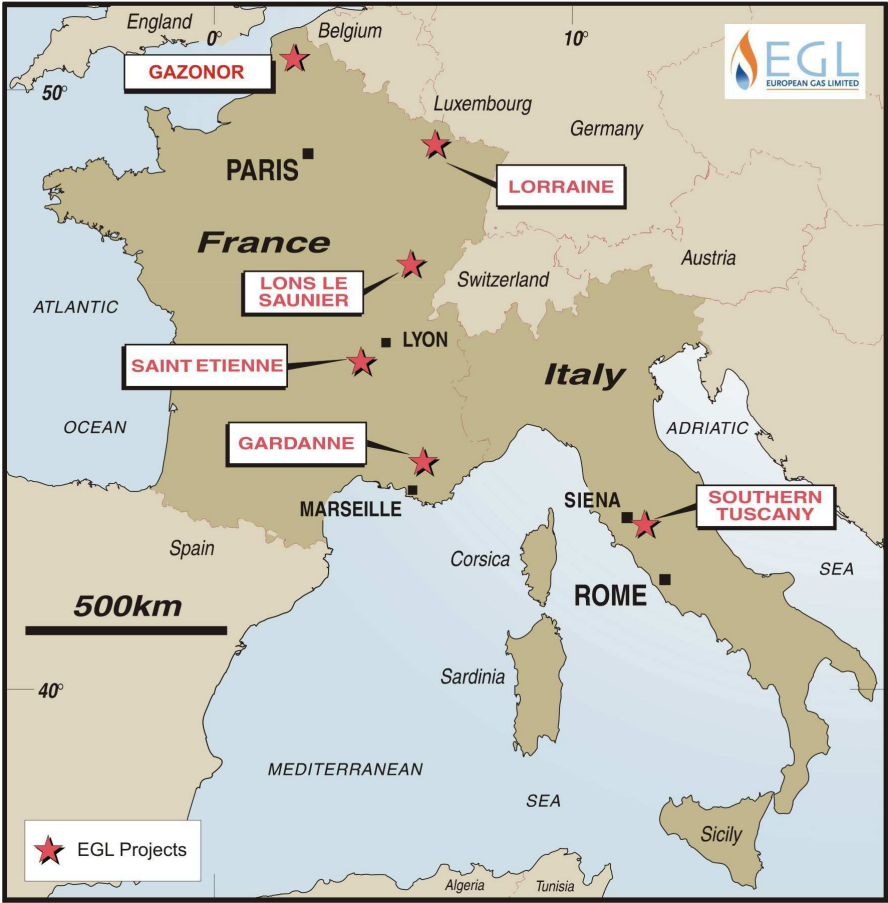 England
0°
Belgium
10°
EGL
EUROPEAN GAS LIMITED
GAZONOR
50°
Luxembourg
Germany
PARIS
LORRAINE
France
Austria
LONS LE
SAUNIER
Switzerland
ATLANTIC
LYON
SAINT ETIENNE
Italy
OCEAN
ADRIATIC
GARDANNE
MARSEILLE
SIENA
SOUTHERN
TUSCANY
Spain
Corsica
SEA
500km
ROME
Sardinia
40°
MEDITERRANEAN
SEA
Sicily
EGL Projects
Algeria
Tunisia